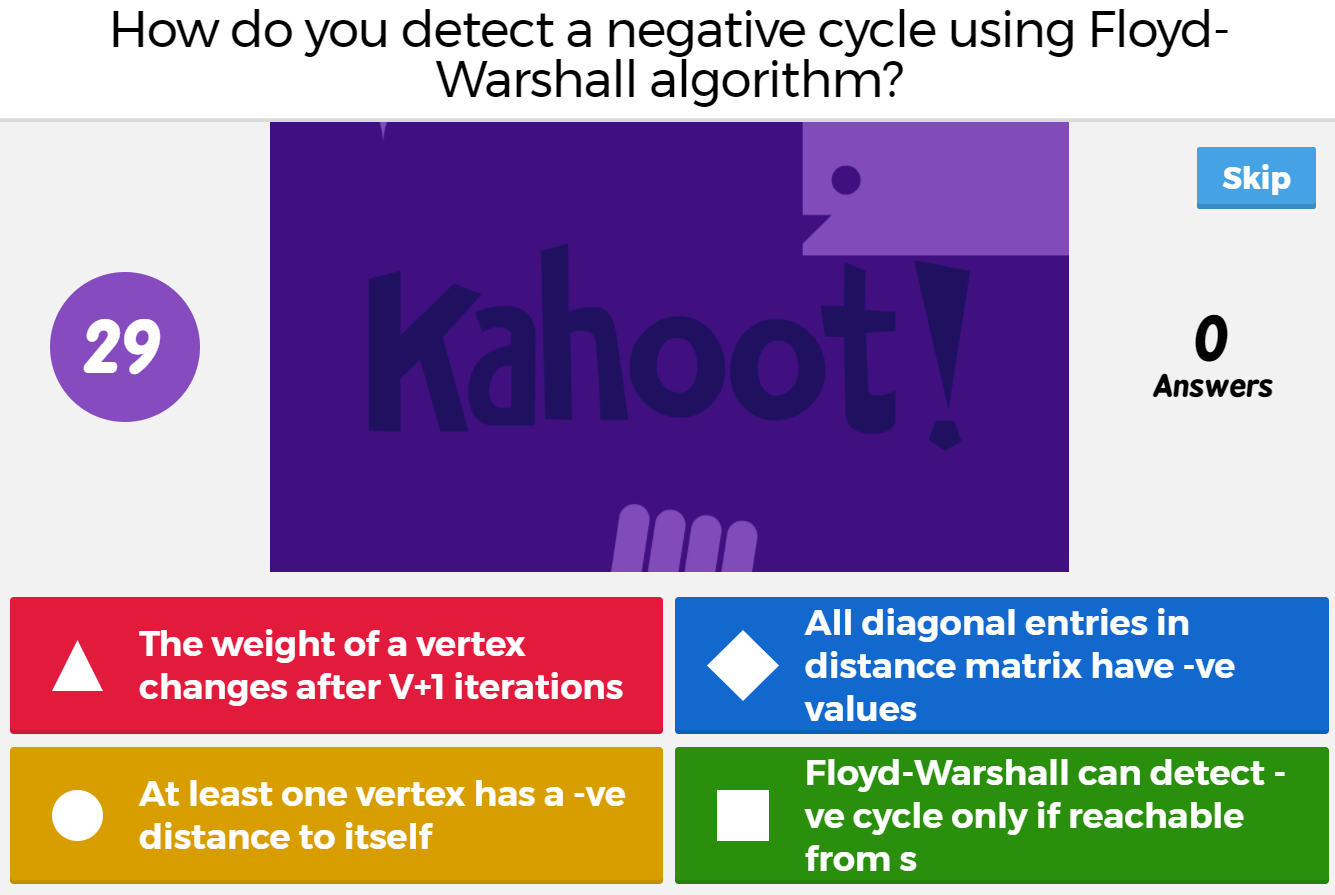 How do you detect a negative cycle using Floyd-
Warshall algorithm?
Skip
29
Kahoot!
0
Answers
The weight of a vertex
changes after V+1 iterations
All diagonal entries in
distance matrix have -ve
values
At least one vertex has a -ve
distance to itself
Floyd-Warshall can detect -
ve cycle only if reachable
from s